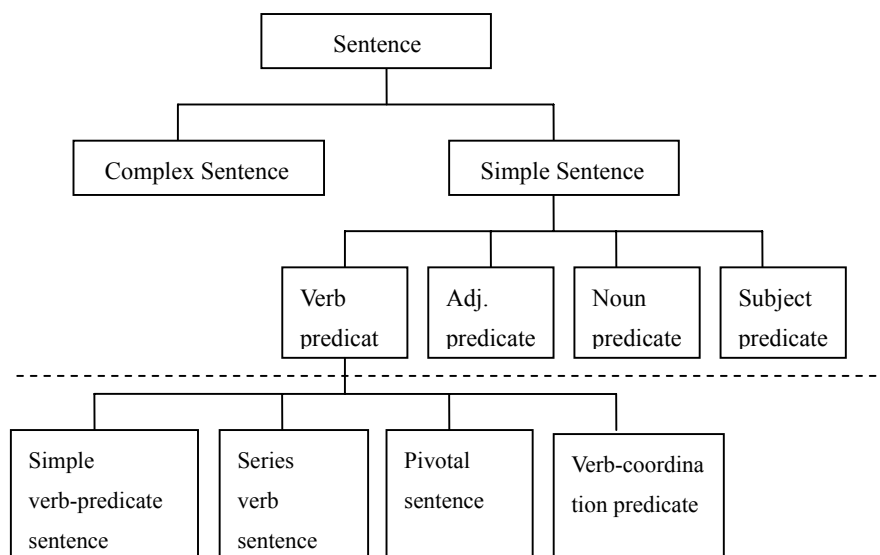 Sentence
Complex Sentence
Simple Sentence
Verb
predicat
Adj.
predicate
Noun
predicate
Subject
predicate
Simple
verb-predicate
sentence
Series
verb
sentence
Pivotal
sentence
Verb-coordina
tion predicate